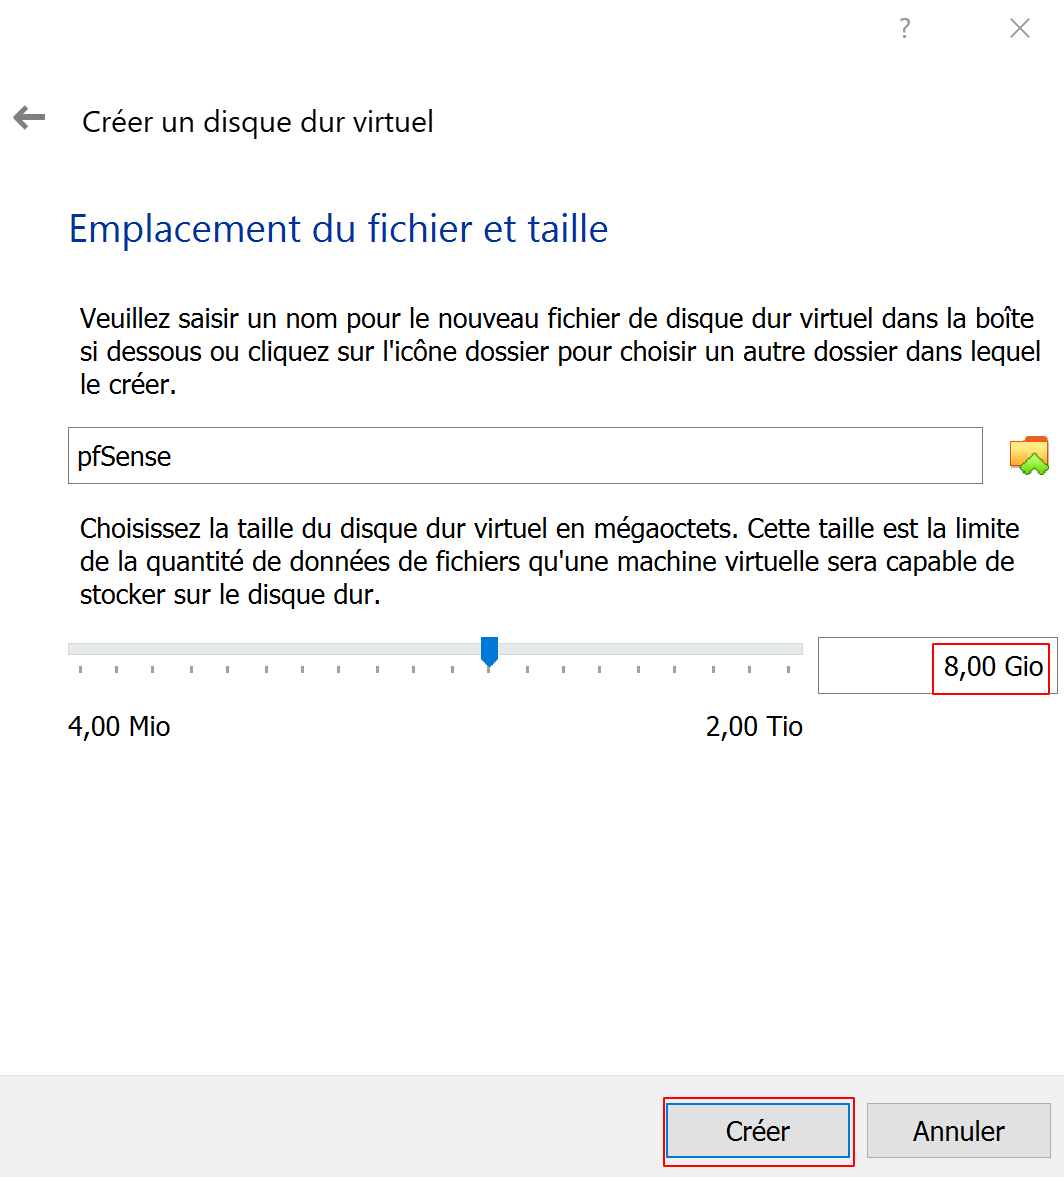 ?
Créer un disque dur virtuel
Emplacement du fichier et taille
Veuillez saisir un nom pour le nouveau fichier de disque dur virtuel dans la boîte
si dessous ou cliquez sur l'icône dossier pour choisir un autre dossier dans lequel
le créer.
pfSense
Choisissez la taille du disque dur virtuel en mégaoctets. Cette taille est la limite
de la quantité de données de fichiers qu'une machine virtuelle sera capable de
stocker sur le disque dur.
8,00 Gio
4,00 Mio 2,00 Tio
Créer Annuler